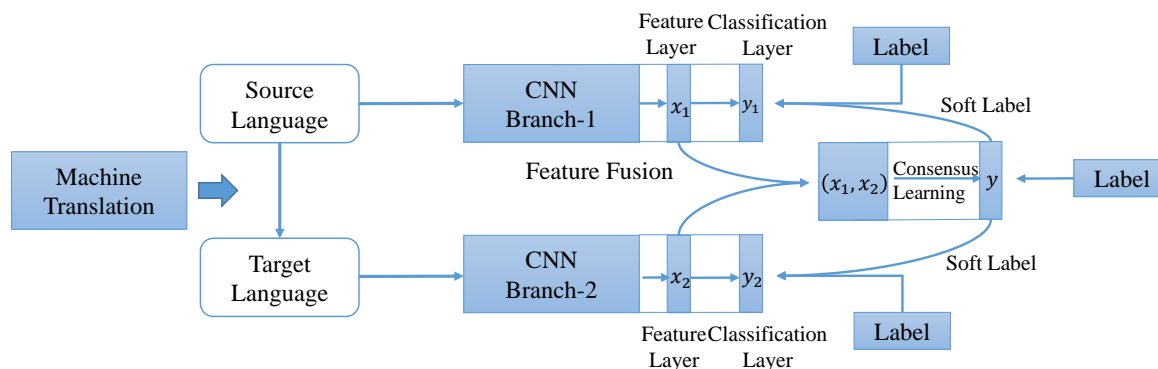 Feature
Layer
Classification
Layer
Label
Source
Language
CNN
Branch-1
x₁
y₁
Soft Label
Machine
Translation
Feature Fusion
(x₁, x₂)
Consensus
Learning
y
Label
Target
Language
CNN
Branch-2
x₂
y₂
Soft Label
Feature
Layer
Classification
Layer
Label